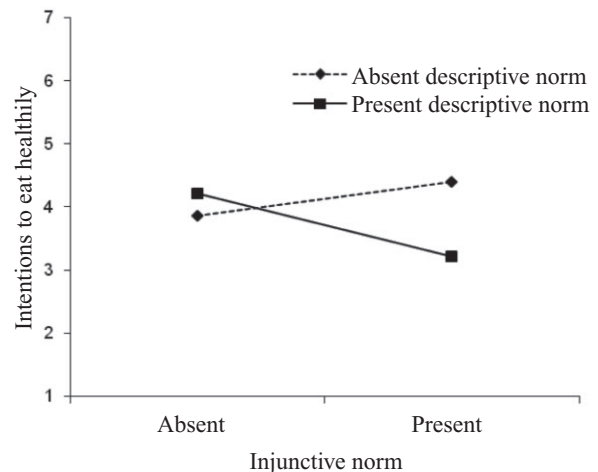 7
6
5
4
3
2
1
Intentions to eat healthily
Absent descriptive norm
Present descriptive norm
Absent
Present
Injunctive norm